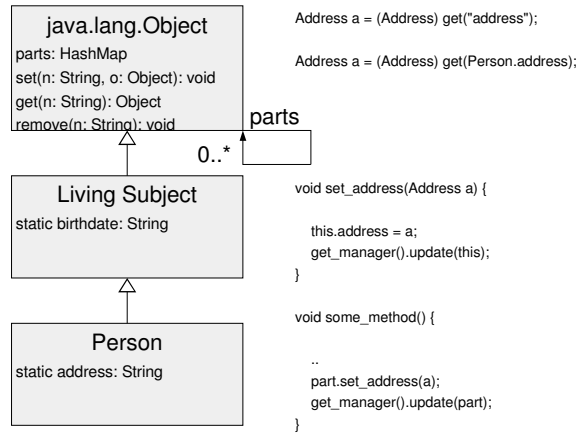 java.lang.Object
parts: HashMap
set(n: String, o: Object): void
get(n: String): Object
remove(n: String): void
parts
0..*
Living Subject
static birthdate: String
Person
static address: String
Address a = (Address) get("address");
Address a = (Address) get(Person.address);
void set_address(Address a) {
this.address = a;
get_manager().update(this);
}
void some_method() {
..
part.set_address(a);
get_manager().update(part);
}